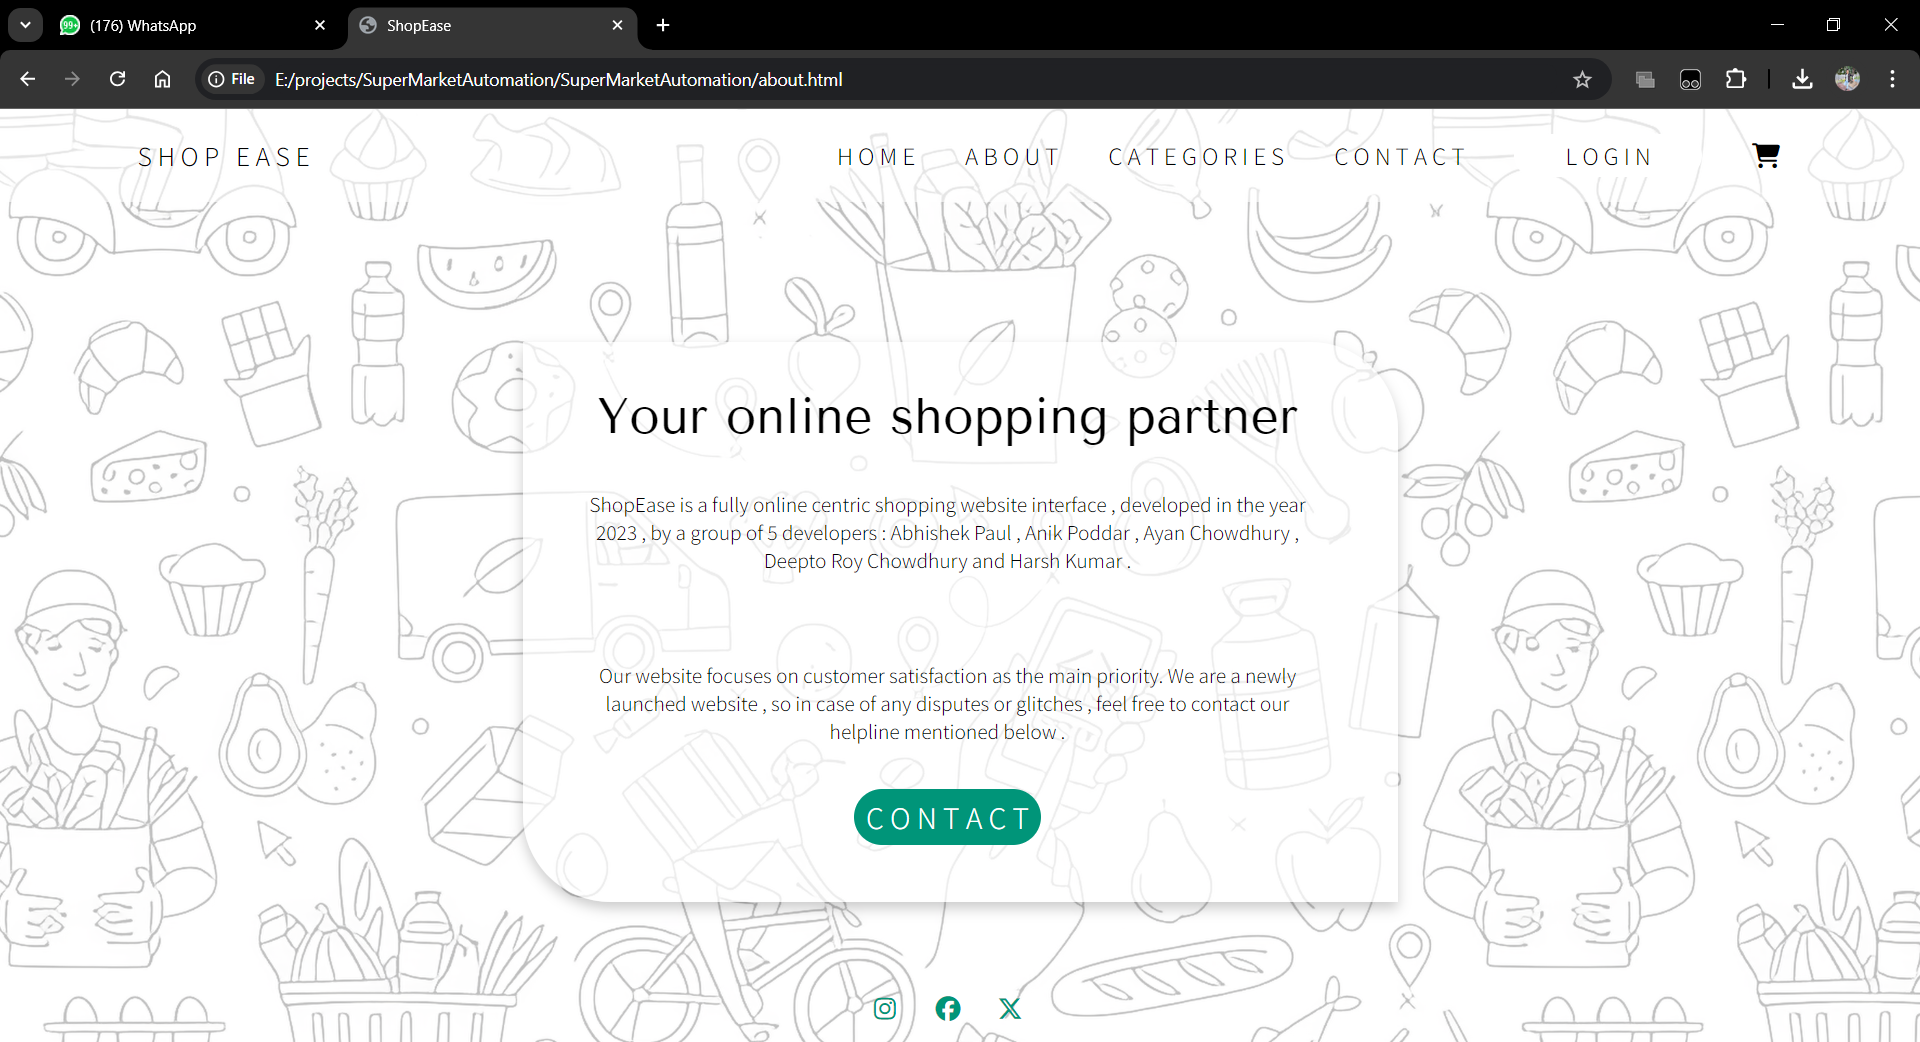 (176) WhatsApp
ShopEase
File
E:/projects/SuperMarketAutomation/SuperMarketAutomation/about.html
SHOP EASE
HOME
ABOUT
CATEGORIES
CONTACT
LOGIN
Your online shopping partner
ShopEase is a fully online centric shopping website interface , developed in the year
2023 , by a group of 5 developers : Abhishek Paul , Anik Poddar , Ayan Chowdhury ,
Deepto Roy Chowdhury and Harsh Kumar .
Our website focuses on customer satisfaction as the main priority. We are a newly
launched website , so in case of any disputes or glitches , feel free to contact our
helpline mentioned below .
CONTACT